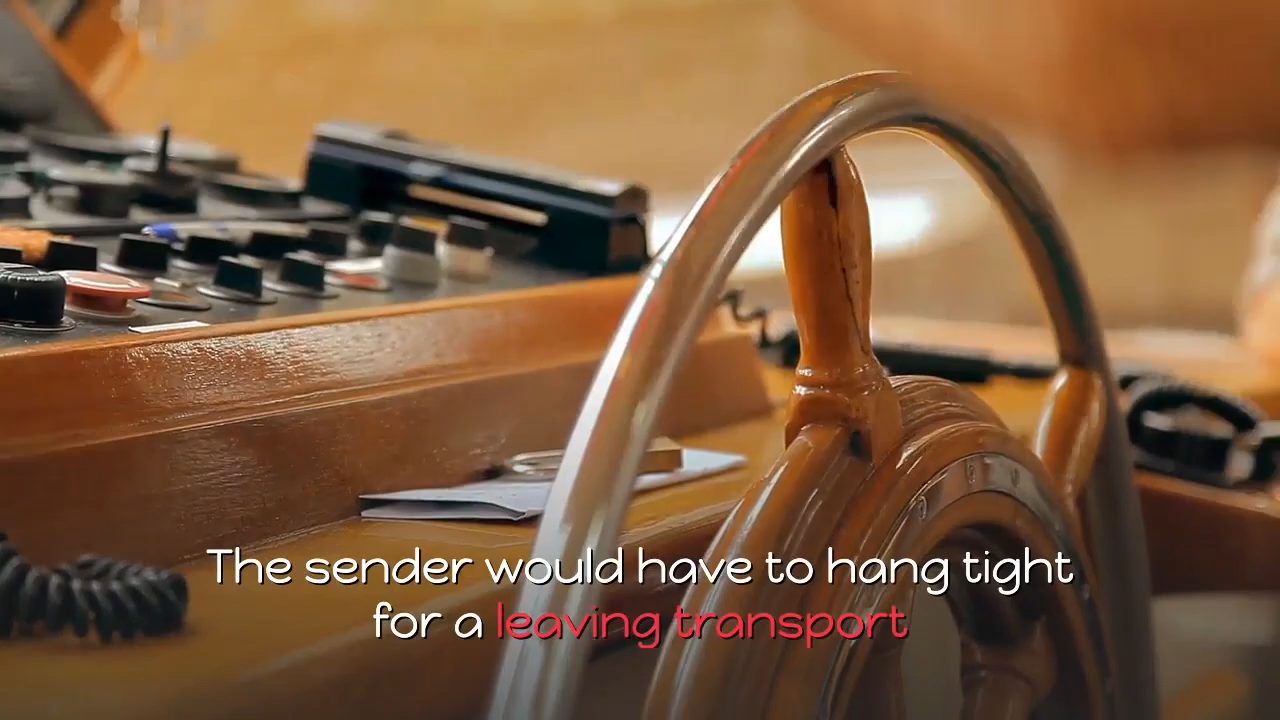 The sender would have to hang tight
for a leaving transport